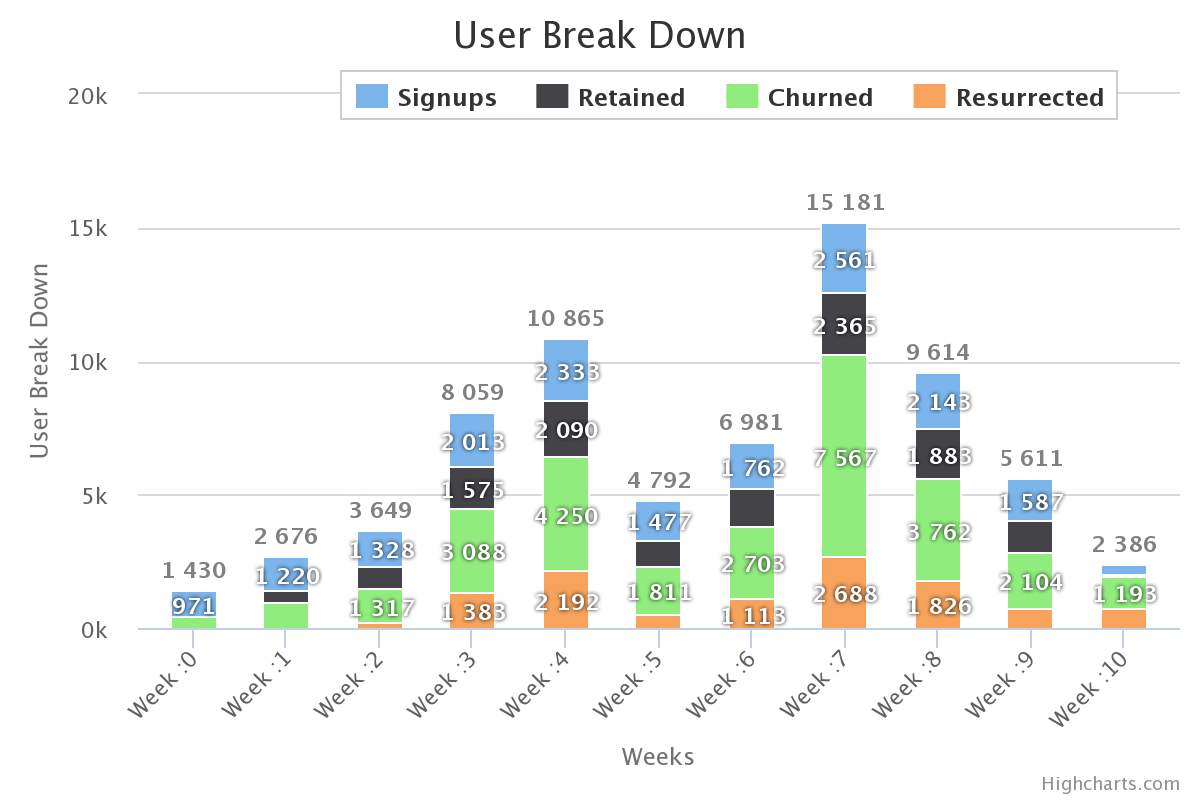 User Break Down
Signups Retained Churned Resurrected
20k
15k
10k
5k
0k
User Break Down
1 430
971
2 676
1 220
3 649
1 328
1 317
8 059
2 013
1 575
3 088
1 383
10 865
2 333
2 090
4 250
2 192
4 792
1 477
1 811
6 981
1 762
2 703
1 113
15 181
2 561
2 365
7 567
2 688
9 614
2 143
1 883
3 762
1 826
5 611
1 587
2 104
2 386
1 193
Week :0
Week :1
Week :2
Week :3
Week :4
Week :5
Week :6
Week :7
Week :8
Week :9
Week :10
Weeks
Highcharts.com